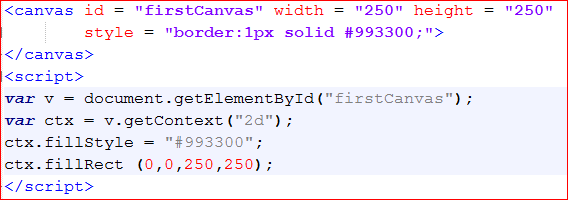 <canvas id = "firstCanvas" width = "250" height = "250"
style = "border:1px solid #993300;">
</canvas>
<script>
var v = document.getElementById("firstCanvas");
var ctx = v.getContext("2d");
ctx.fillStyle = "#993300";
ctx.fillRect (0,0,250,250);
</script>